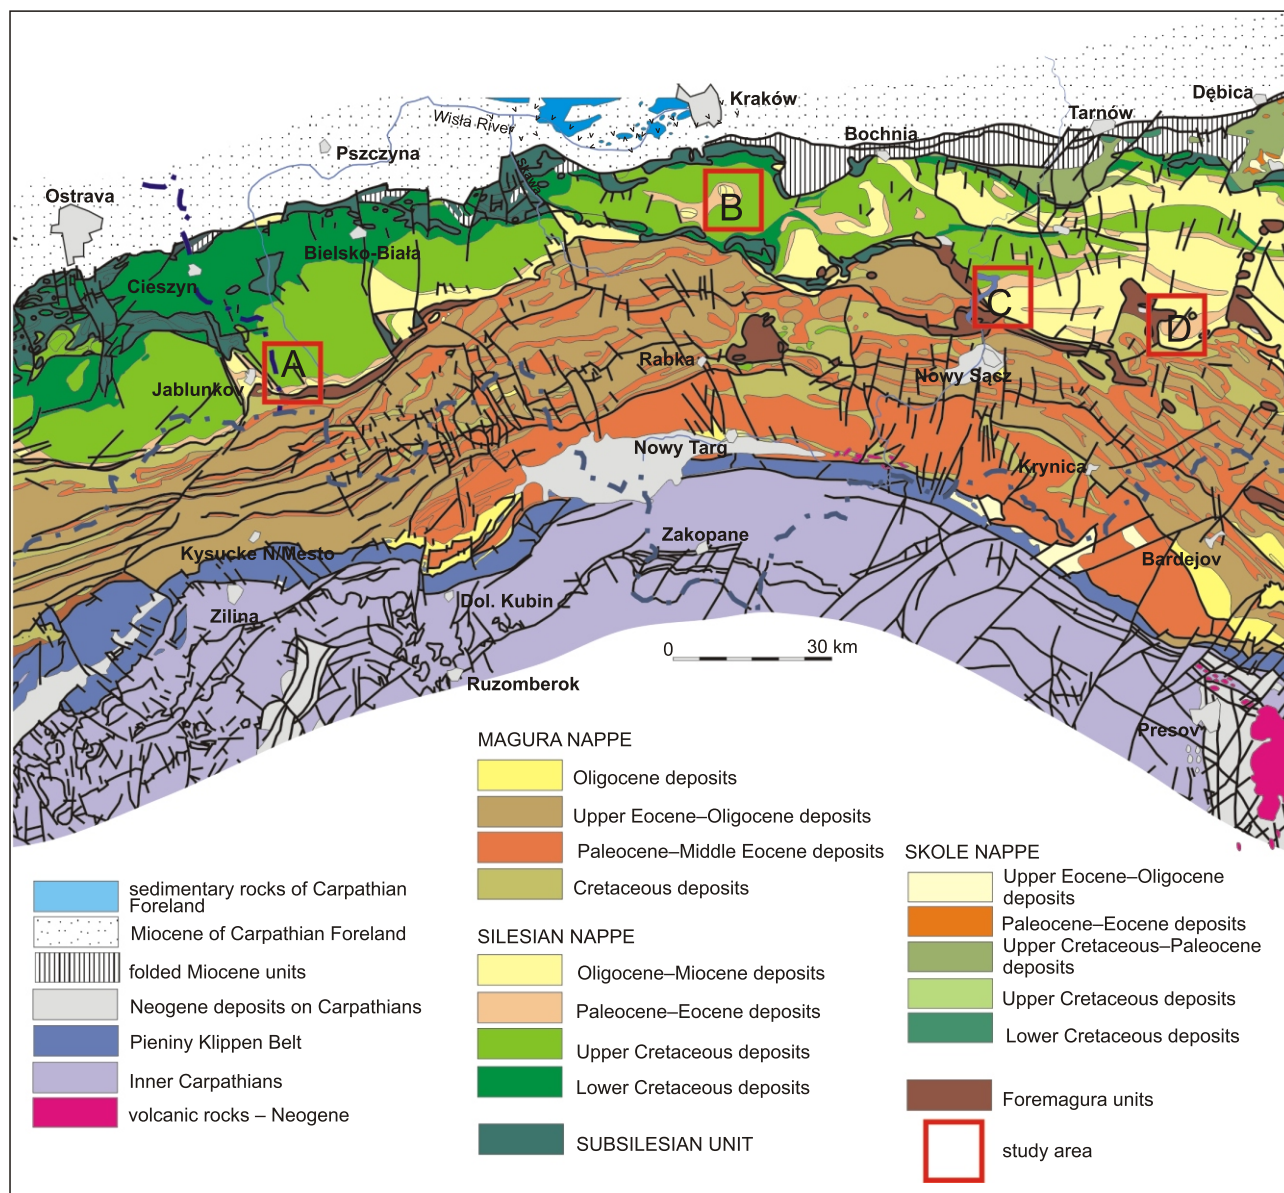 Kraków
Dębica
Tarnów
Wisła River
Bochnia
Pszczyna
skawa
Ostrava
B
Bielsko-Biała
Cieszyn
C
D
A
Rabka
Jablunkov
Nowy Sącz
Nowy Targ
Krynica
Zakopane
Kysucke N/Mesto
Bardejov
Dol. Kubin
Zilina
0 30 km
Ruzomberok
Presov
MAGURA NAPPE
Oligocene deposits
Upper Eocene–Oligocene deposits
Paleocene–Middle Eocene deposits
Cretaceous deposits
SILESIAN NAPPE
Oligocene–Miocene deposits
Paleocene–Eocene deposits
Upper Cretaceous deposits
Lower Cretaceous deposits
SUBSILESIAN UNIT
SKOLE NAPPE
Upper Eocene–Oligocene
deposits
Paleocene–Eocene deposits
Upper Cretaceous–Paleocene
deposits
Upper Cretaceous deposits
Lower Cretaceous deposits
Foremagura units
study area
sedimentary rocks of Carpathian
Foreland
Miocene of Carpathian Foreland
folded Miocene units
Neogene deposits on Carpathians
Pieniny Klippen Belt
Inner Carpathians
volcanic rocks – Neogene